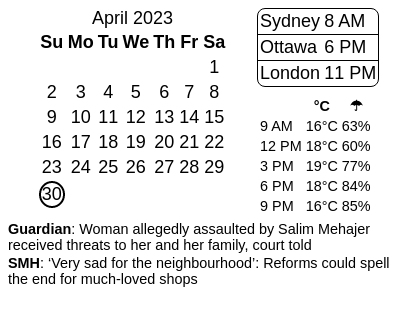 April 2023
Su Mo Tu We Th Fr Sa
1
2 3 4 5 6 7 8
9 10 11 12 13 14 15
16 17 18 19 20 21 22
23 24 25 26 27 28 29
30
Sydney 8 AM
Ottawa 6 PM
London 11 PM
°C ☂
9 AM 16°C 63%
12 PM 18°C 60%
3 PM 19°C 77%
6 PM 18°C 84%
9 PM 16°C 85%
Guardian: Woman allegedly assaulted by Salim Mehajer
received threats to her and her family, court told
SMH: ‘Very sad for the neighbourhood’: Reforms could spell
the end for much-loved shops